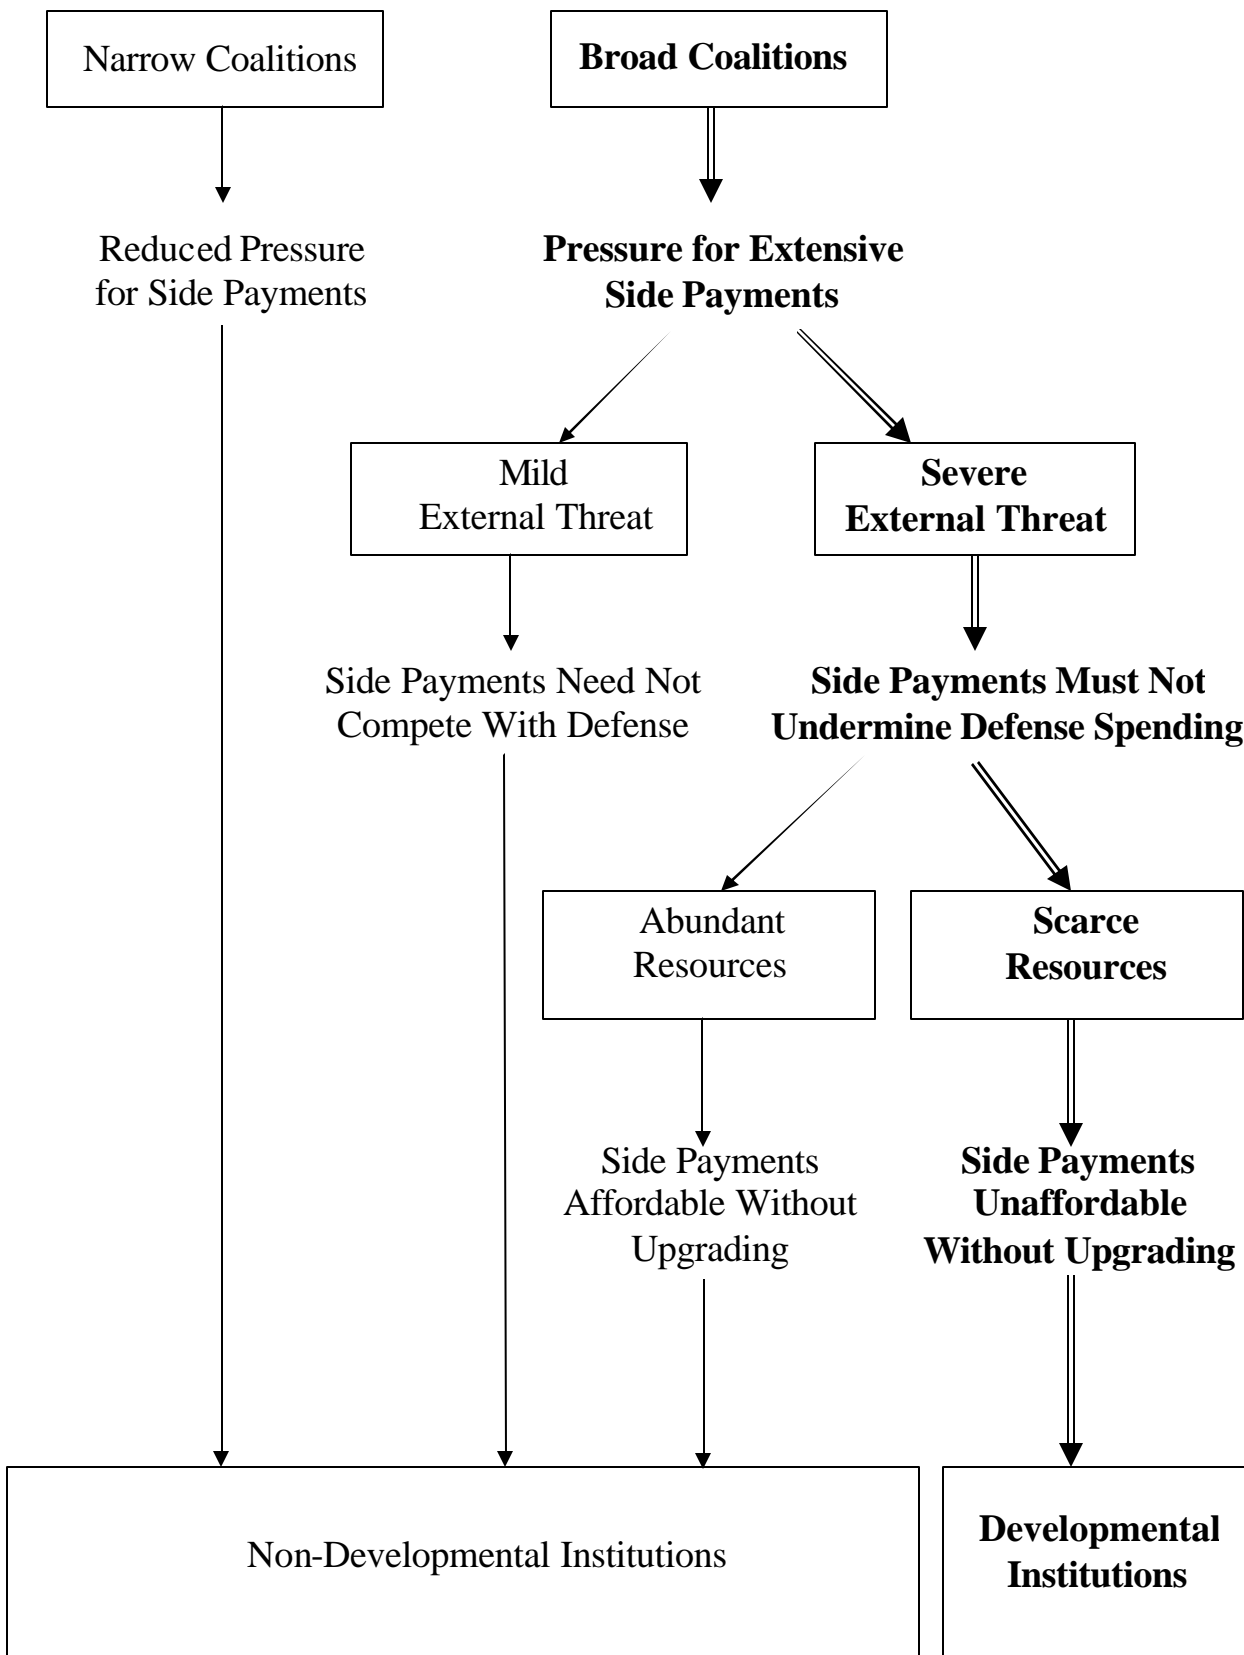 Narrow Coalitions
Broad Coalitions
Reduced Pressure
for Side Payments
Pressure for Extensive
Side Payments
Mild
External Threat
Severe
External Threat
Side Payments Need Not
Compete With Defense
Side Payments Must Not
Undermine Defense Spending
Abundant
Resources
Scarce
Resources
Side Payments
Affordable Without
Upgrading
Side Payments
Unaffordable
Without Upgrading
Non-Developmental Institutions
Developmental
Institutions